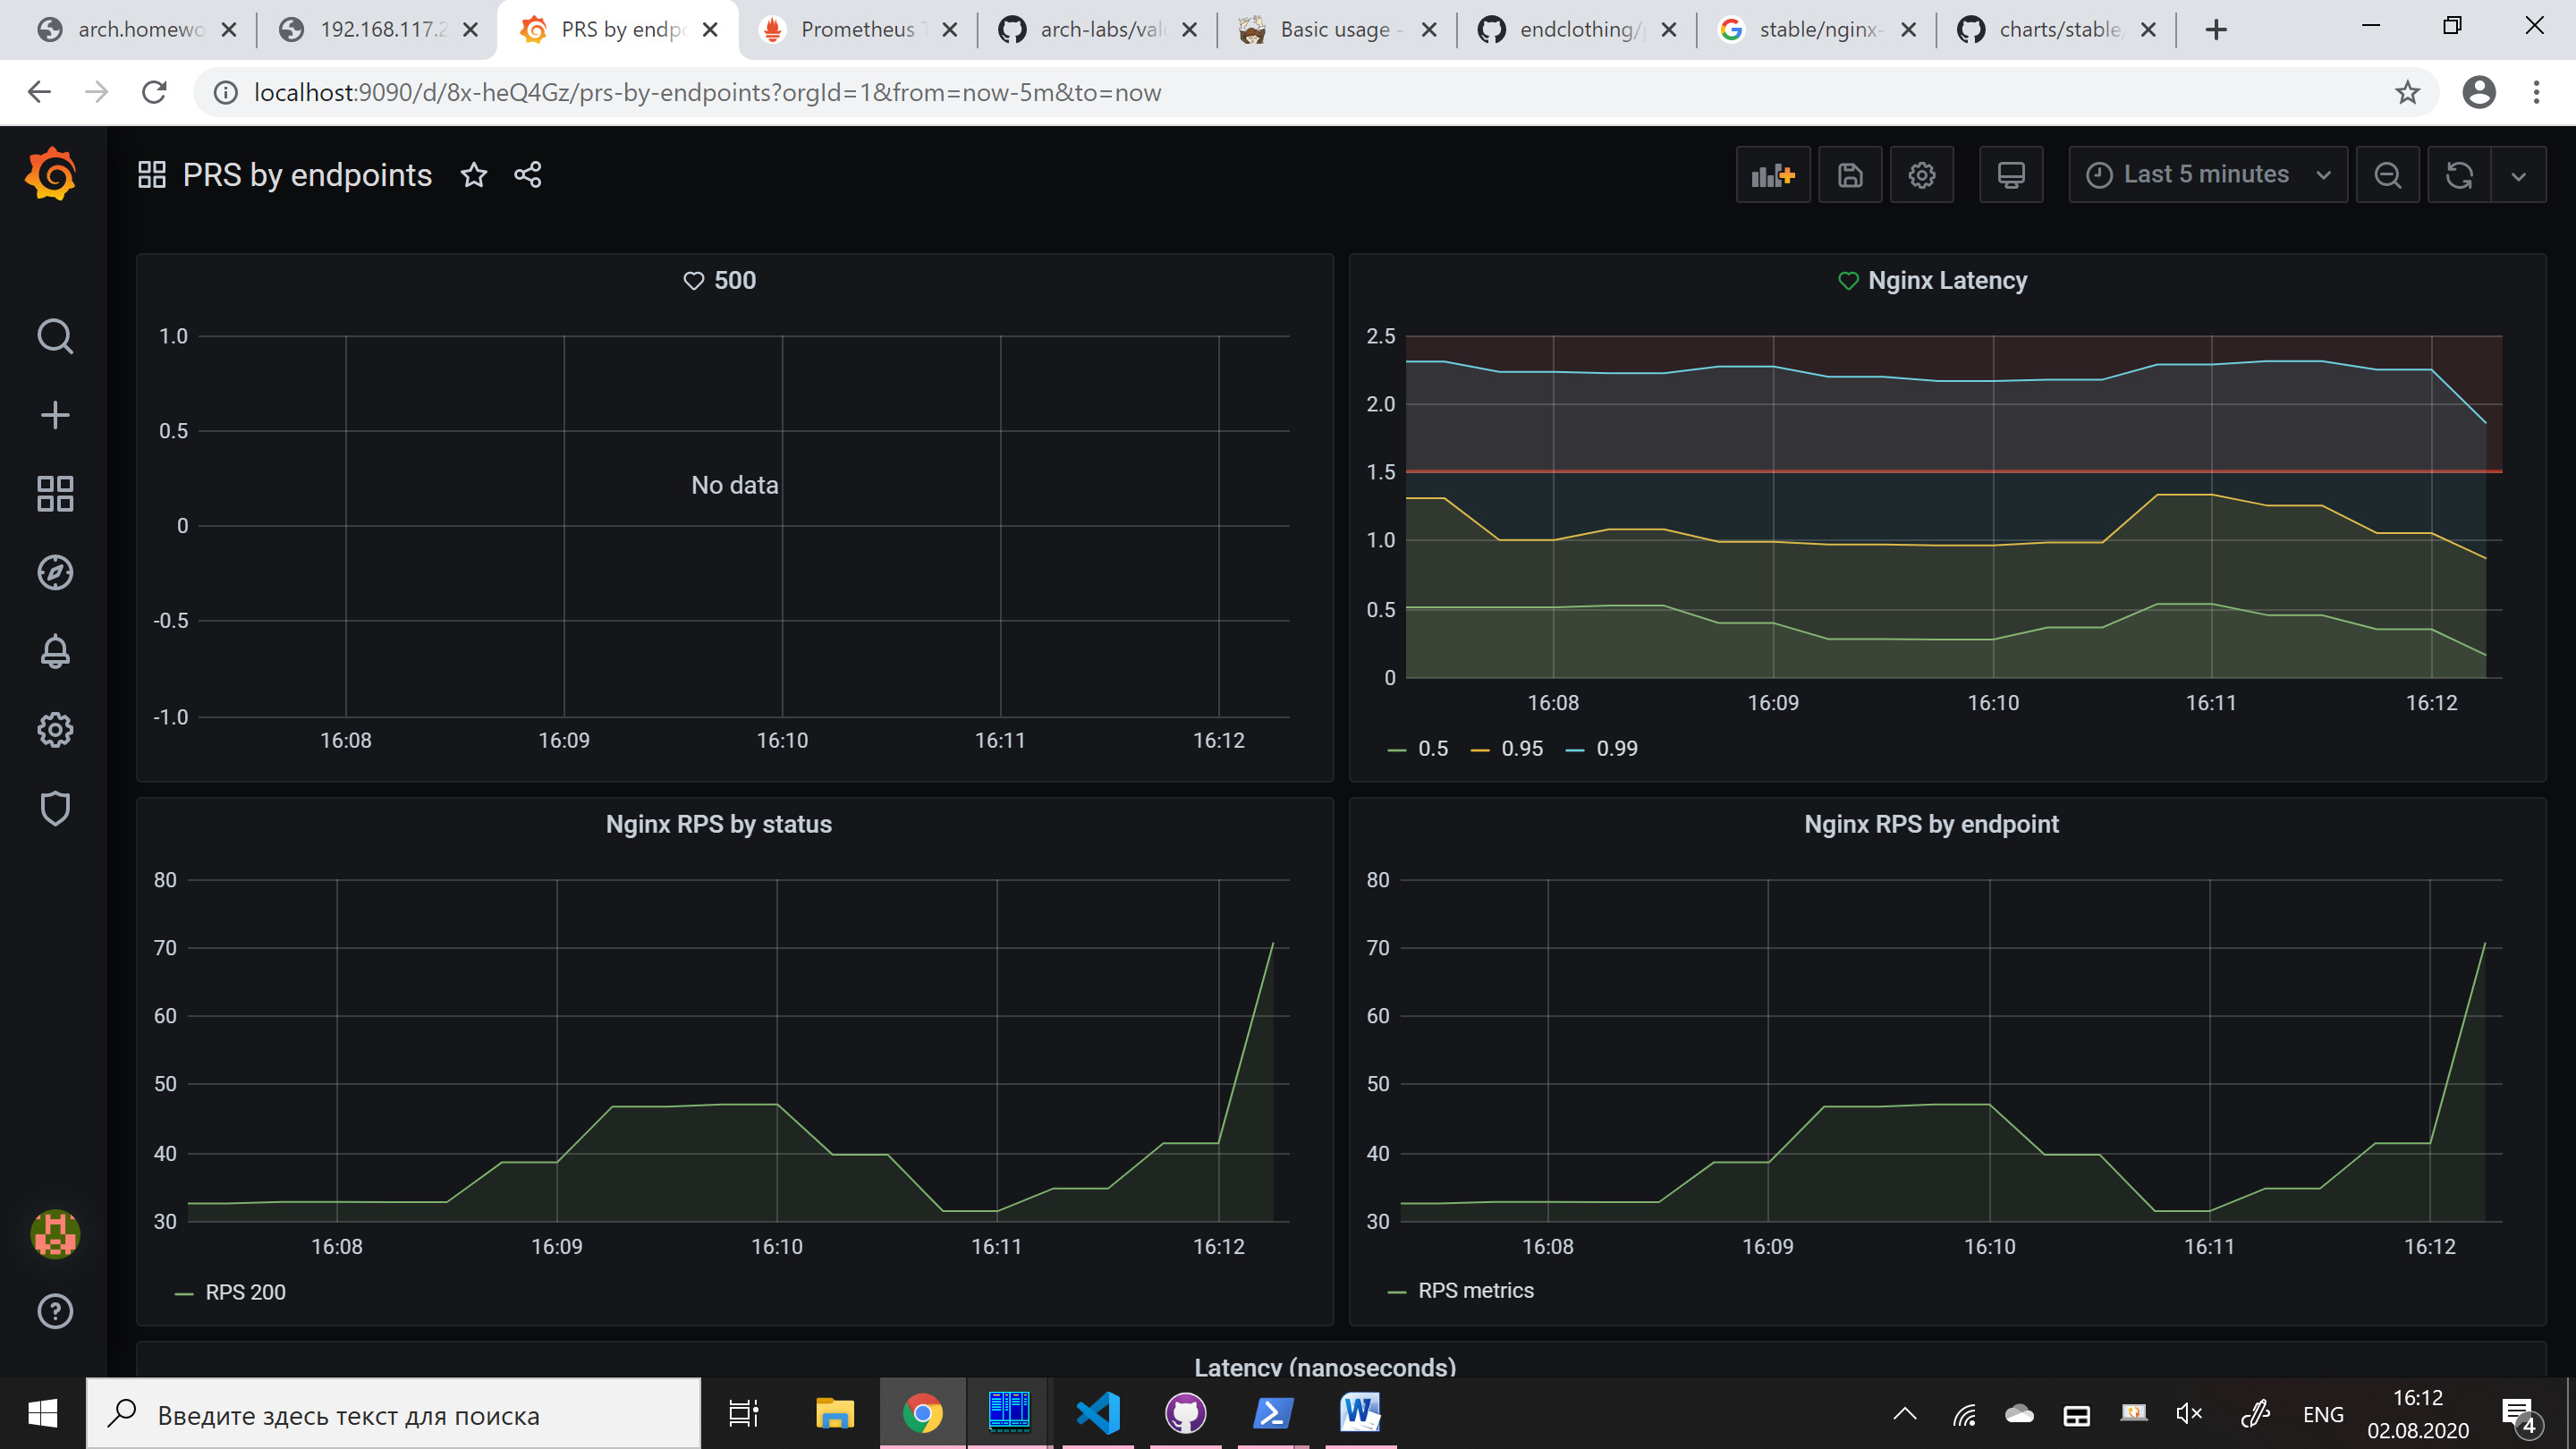 arch.homewo
192.168.117.2
PRS by endpo
Prometheus T
arch-labs/valu
Basic usage -
endclothing/p
stable/nginx-
charts/stable/
localhost:9090/d/8x-heQ4Gz/prs-by-endpoints?orgId=1&from=now-5m&to=now
PRS by endpoints
Last 5 minutes
500
1.0
0.5
0
-0.5
-1.0
No data
16:08 16:09 16:10 16:11 16:12
Nginx Latency
2.5
2.0
1.5
1.0
0.5
0
16:08 16:09 16:10 16:11 16:12
0.5 0.95 0.99
Nginx RPS by status
80
70
60
50
40
30
16:08 16:09 16:10 16:11 16:12
RPS 200
Nginx RPS by endpoint
80
70
60
50
40
30
16:08 16:09 16:10 16:11 16:12
RPS metrics
Latency (nanoseconds)
Введите здесь текст для поиска
ENG
16:12
02.08.2020
4